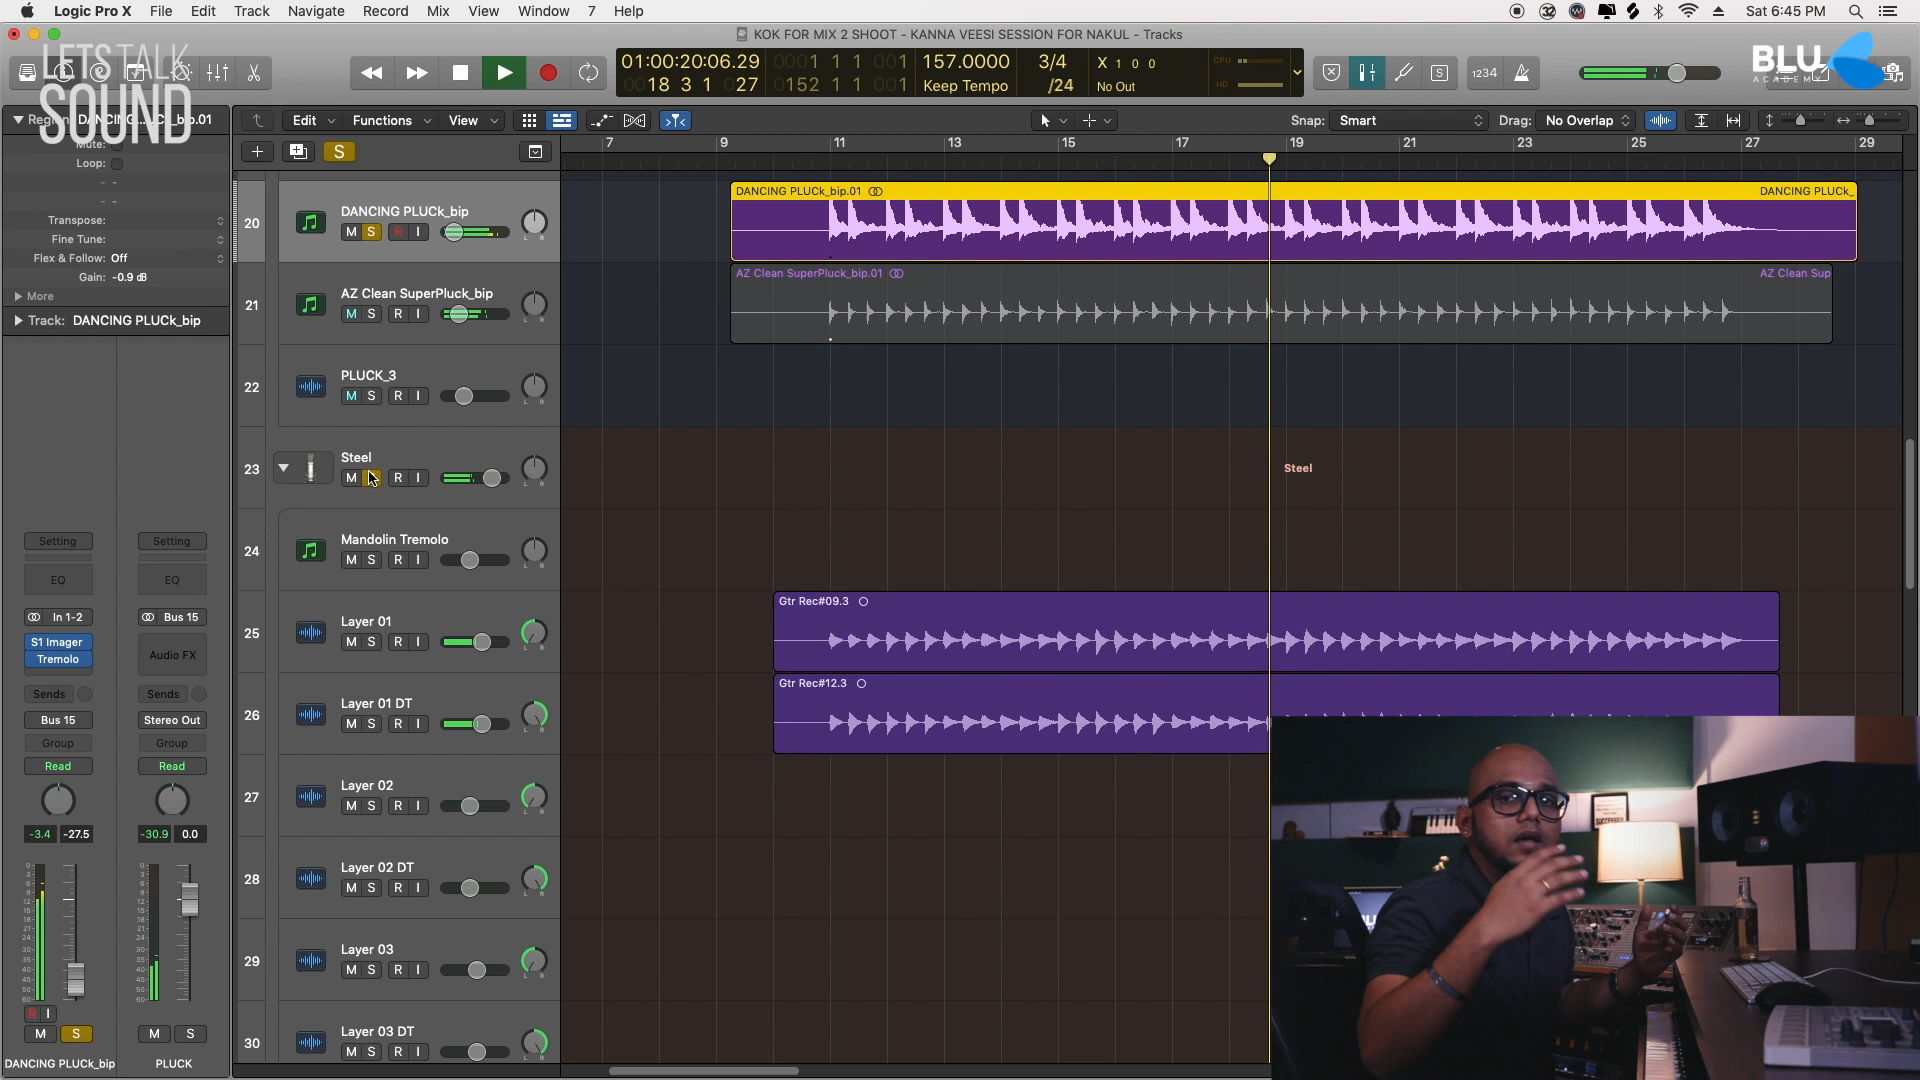 Logic Pro X File Edit Track Navigate Record Mix View Window 7 Help
32
Sat 6:45 PM
KOK FOR MIX 2 SHOOT - KANNA VEESI SESSION FOR NAKUL - Tracks
LETS TALK
SOUND
BLU
ACADEMY
01:00:20:06.29 0001 1 1 001 157.0000 3/4 X 1 0 0
0018 3 1 027 0152 1 1 001 Keep Tempo /24 No Out
CPU
HD
S
1234
Region: DANCING
.01
Mute:
Loop:
Transpose:
Fine Tune:
Flex & Follow: Off
Gain: -0.9 dB
More
Track: DANCING PLUCk_bip
Edit Functions View
Snap: Smart Drag: No Overlap
S
7 9 11 13 15 17 19 21 23 25 27 29
20 DANCING PLUCk_bip
M S R I
DANCING PLUCk_bip.01 DANCING PLUCk_
21 AZ Clean SuperPluck_bip
M S R I
AZ Clean SuperPluck_bip.01 AZ Clean Sup
22 PLUCK_3
M S R I
23 Steel
M R I
Steel
24 Mandolin Tremolo
M S R I
25 Layer 01
M S R I
Gtr Rec#09.3
26 Layer 01 DT
M S R I
Gtr Rec#12.3
27 Layer 02
M S R I
28 Layer 02 DT
M S R I
29 Layer 03
M S R I
30 Layer 03 DT
M S R I
Setting Setting
EQ EQ
In 1-2 Bus 15
S1 Imager
Tremolo
Audio FX
Sends Sends
Bus 15 Stereo Out
Group Group
Read Read
-3.4 -27.5 -30.9 0.0
R I
M S M S
DANCING PLUCk_bip PLUCK